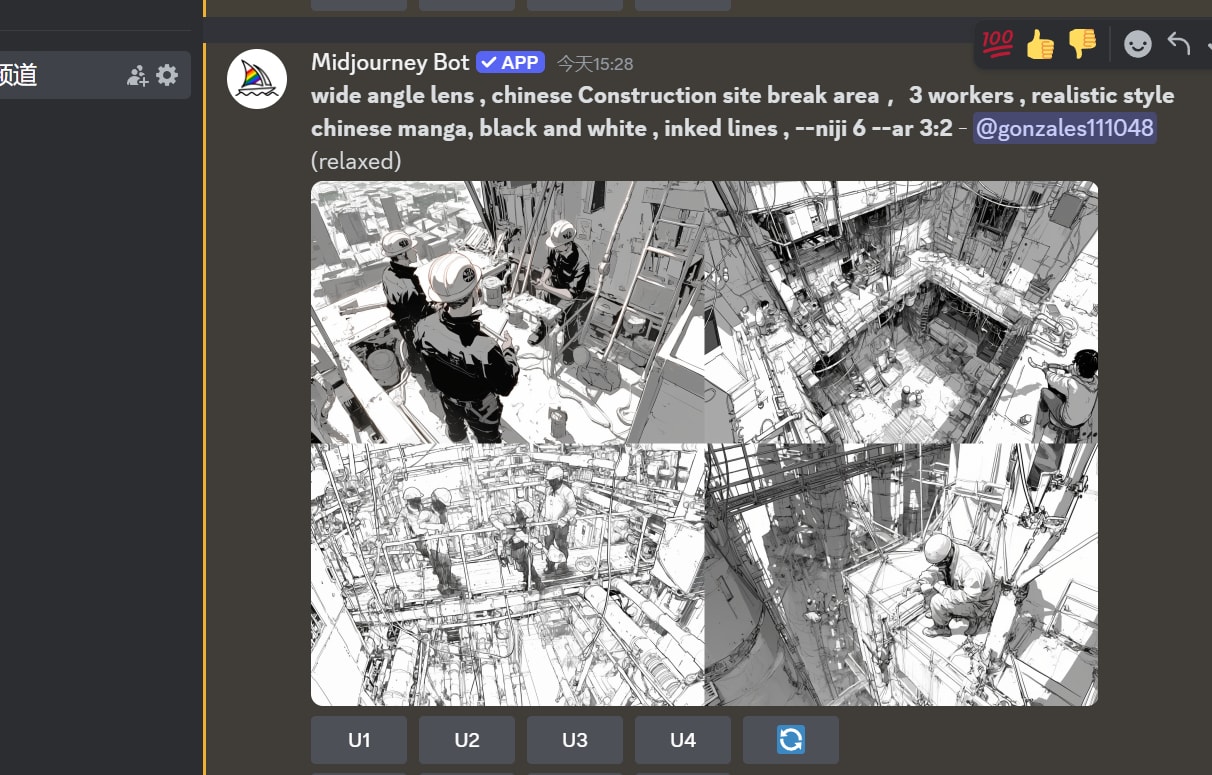 Midjourney Bot ✔ APP 今天15:28
频道
wide angle lens , chinese Construction site break area ， 3 workers , realistic style
chinese manga, black and white , inked lines , --niji 6 --ar 3:2 - @gonzales111048
(relaxed)
U1 U2 U3 U4